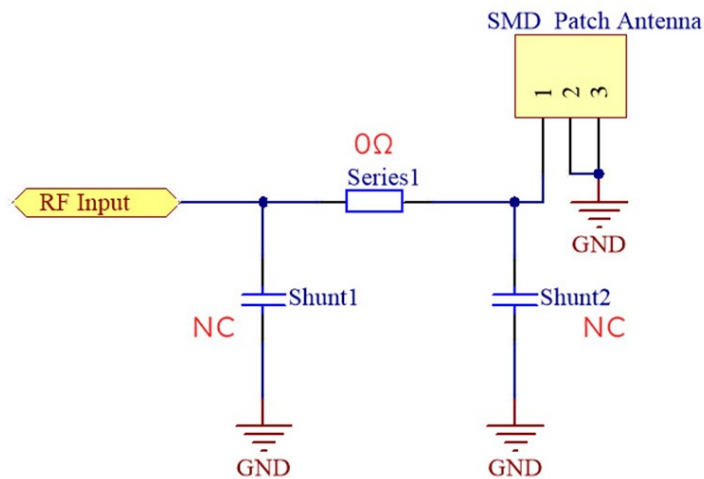 SMD Patch Antenna
1
2
3
0Ω
Series1
RF Input
GND
Shunt1
NC
Shunt2
NC
GND
GND